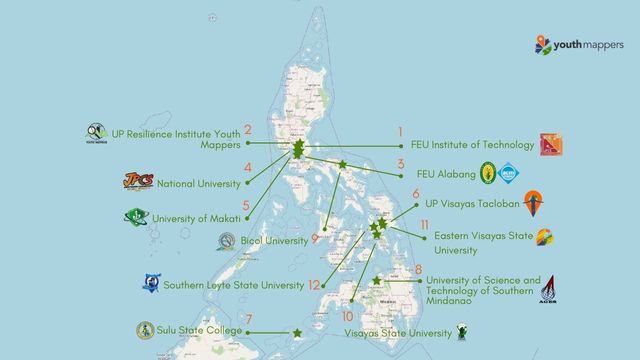 youthmappers
2
UP Resilience Institute Youth
Mappers
1
FEU Institute of Technology
4
National University
3
FEU Alabang
5
University of Makati
6
UP Visayas Tacloban
Bicol University 9
11
Eastern Visayas State
University
Southern Leyte State University 12
8
University of Science and
Technology of Southern
Mindanao
7
Sulu State College
10
Visayas State University
JPCS
acm